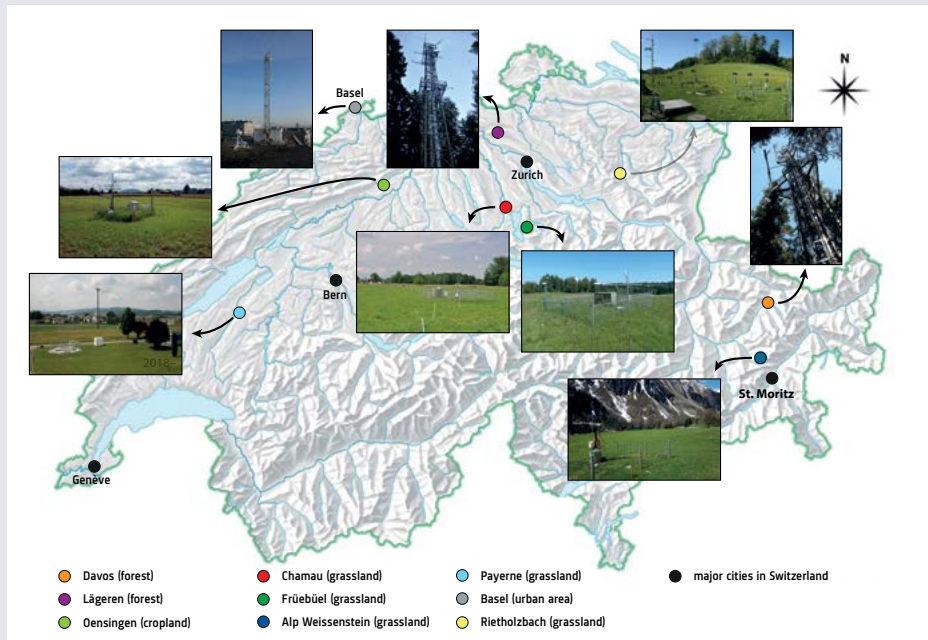 N
Basel
Zurich
Bern
2018–
St. Moritz
Genève
Davos (forest)
Chamau (grassland)
Payerne (grassland)
major cities in Switzerland
Lägeren (forest)
Früebüel (grassland)
Basel (urban area)
Oensingen (cropland)
Alp Weissenstein (grassland)
Rietholzbach (grassland)